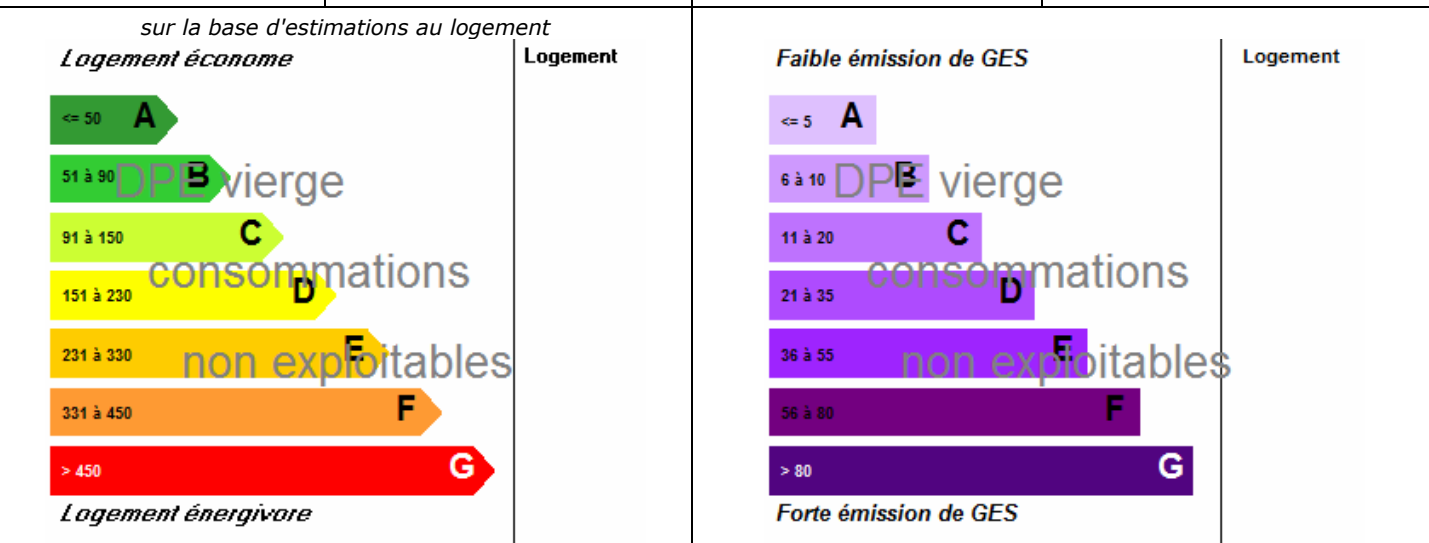 sur la base d'estimations au logement
Logement économe
Logement
<= 50 A
51 à 90 B
DPE vierge
91 à 150 C
consommations
151 à 230 D
231 à 330 E
non exploitables
331 à 450 F
> 450 G
Logement énergivore
Faible émission de GES
Logement
<= 5 A
6 à 10 B
DPE vierge
11 à 20 C
consommations
21 à 35 D
36 à 55 E
non exploitables
56 à 80 F
> 80 G
Forte émission de GES